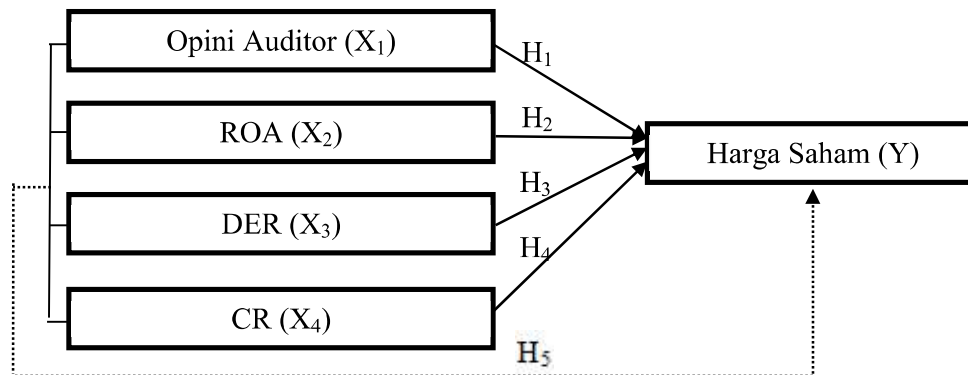 Opini Auditor (X₁)
H₁
ROA (X₂)
H₂
Harga Saham (Y)
H₃
DER (X₃)
H₄
CR (X₄)
H₅